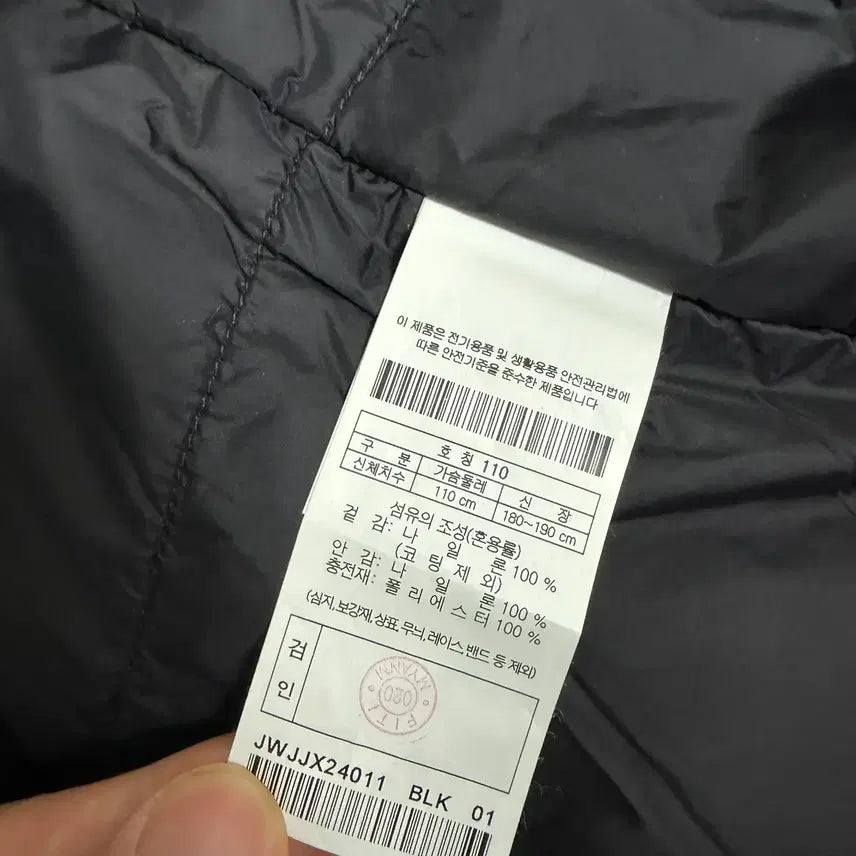 이 제품은 전기용품 및 생활용품 안전관리법에
따른 안전기준을 준수한 제품입니다
호 칭 110
구 분 가슴둘레 신 장
신체치수 110 cm 180~190 cm
섬유의 조성(혼용률)
겉 감: 나 일 론 100 %
(코 팅 제 외)
안 감: 나 일 론 100 %
충전재: 폴 리 에 스 터 100 %
(심지,보강재,상표,무늬,레이스,밴드 등 제외)
검
인
FITI
020
MYANMA
JWJJX24011 BLK 01